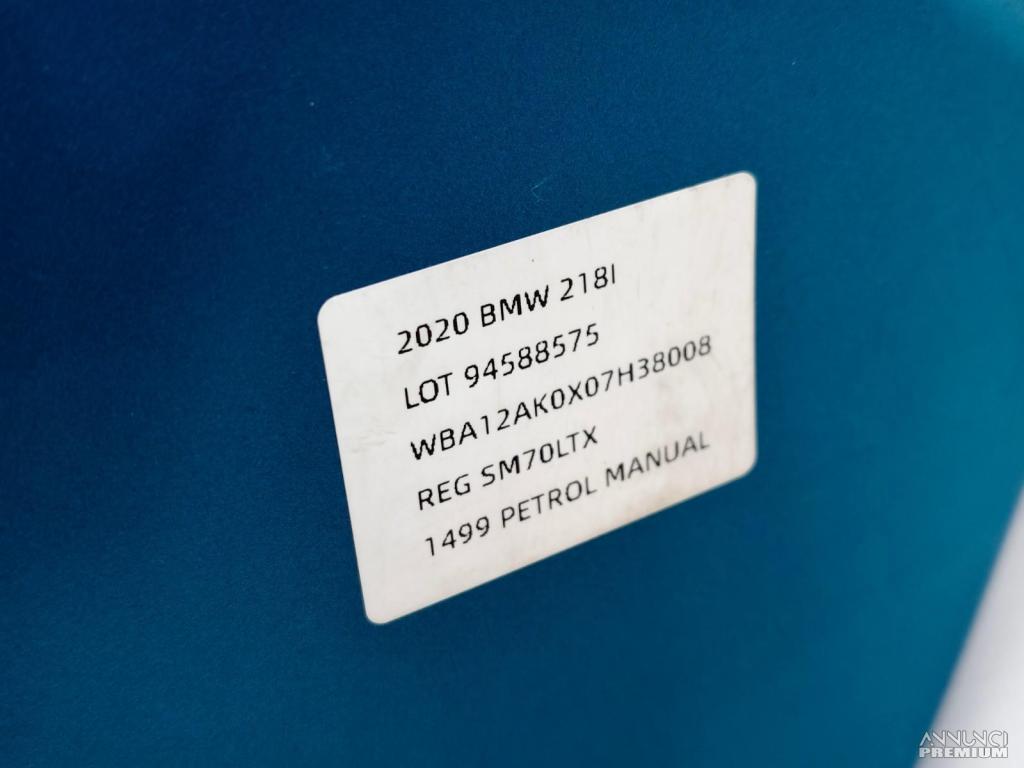 2020 BMW 218I
LOT 94588575
WBA12AK0X07H38008
REG SM70LTX
1499 PETROL MANUAL
ANNUNCI
PREMIUM